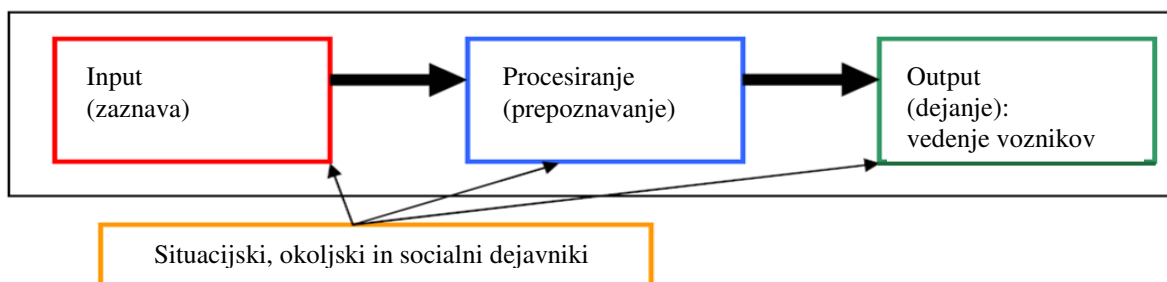 Input
(zaznava)
Procesiranje
(prepoznavanje)
Output
(dejanje):
vedenje voznikov
Situacijski, okoljski in socialni dejavniki